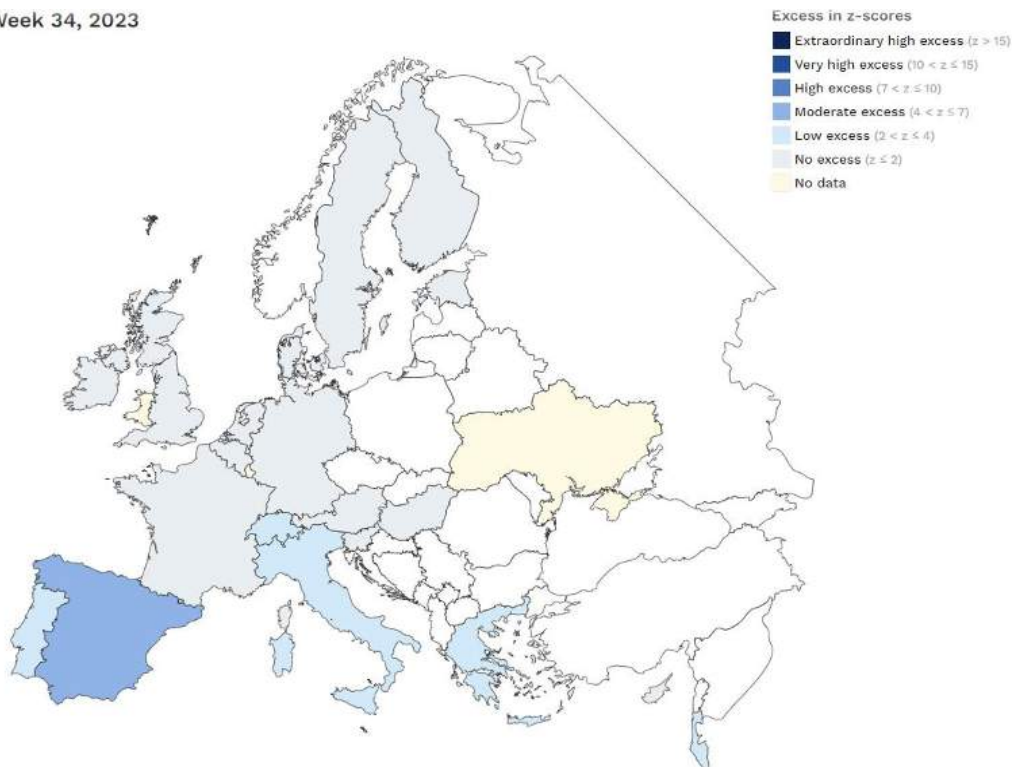 Week 34, 2023
Excess in z-scores
Extraordinary high excess (z > 15)
Very high excess (10 < z ≤ 15)
High excess (7 < z ≤ 10)
Moderate excess (4 < z ≤ 7)
Low excess (2 < z ≤ 4)
No excess (z ≤ 2)
No data